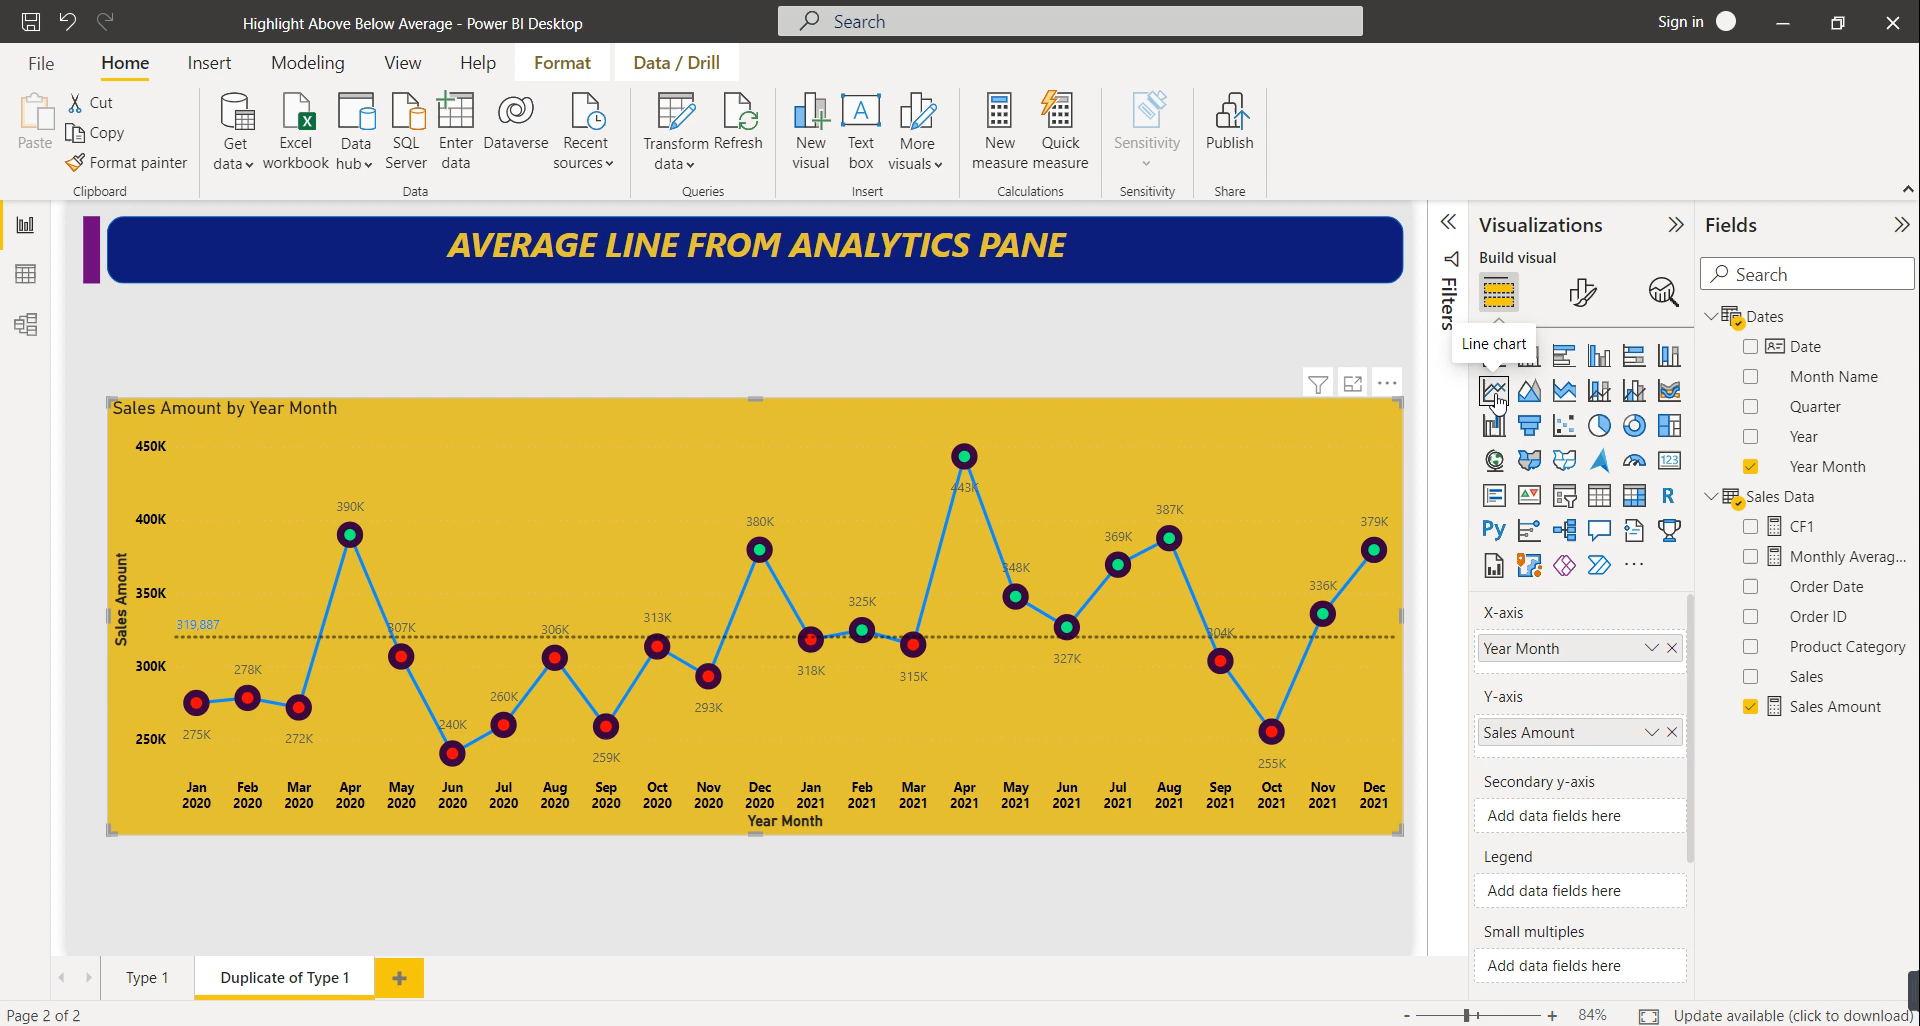 Highlight Above Below Average - Power BI Desktop
Search
Sign in
File Home Insert Modeling View Help Format Data / Drill
Paste
Cut
Copy
Format painter
Clipboard
Get data
Excel workbook
Data hub
SQL Server
Enter data
Dataverse
Recent sources
Data
Transform data
Refresh
Queries
New visual
Text box
More visuals
Insert
New measure
Quick measure
Calculations
Sensitivity
Sensitivity
Publish
Share
AVERAGE LINE FROM ANALYTICS PANE
Sales Amount by Year Month
450K
400K
350K
300K
250K
Sales Amount
319,887
275K
278K
272K
390K
307K
240K
260K
306K
259K
313K
293K
380K
318K
325K
315K
443K
348K
327K
369K
387K
304K
255K
336K
379K
Jan Feb Mar Apr May Jun Jul Aug Sep Oct Nov Dec Jan Feb Mar Apr May Jun Jul Aug Sep Oct Nov Dec
2020 2020 2020 2020 2020 2020 2020 2020 2020 2020 2020 2020 2021 2021 2021 2021 2021 2021 2021 2021 2021 2021 2021 2021
Year Month
Filters
Visualizations
Build visual
Line chart
123
R
Py
X-axis
Year Month
Y-axis
Sales Amount
Secondary y-axis
Add data fields here
Legend
Add data fields here
Small multiples
Add data fields here
Fields
Search
Dates
Date
Month Name
Quarter
Year
Year Month
Sales Data
CF1
Monthly Averag...
Order Date
Order ID
Product Category
Sales
Sales Amount
Type 1
Duplicate of Type 1
Page 2 of 2
84%
Update available (click to download)